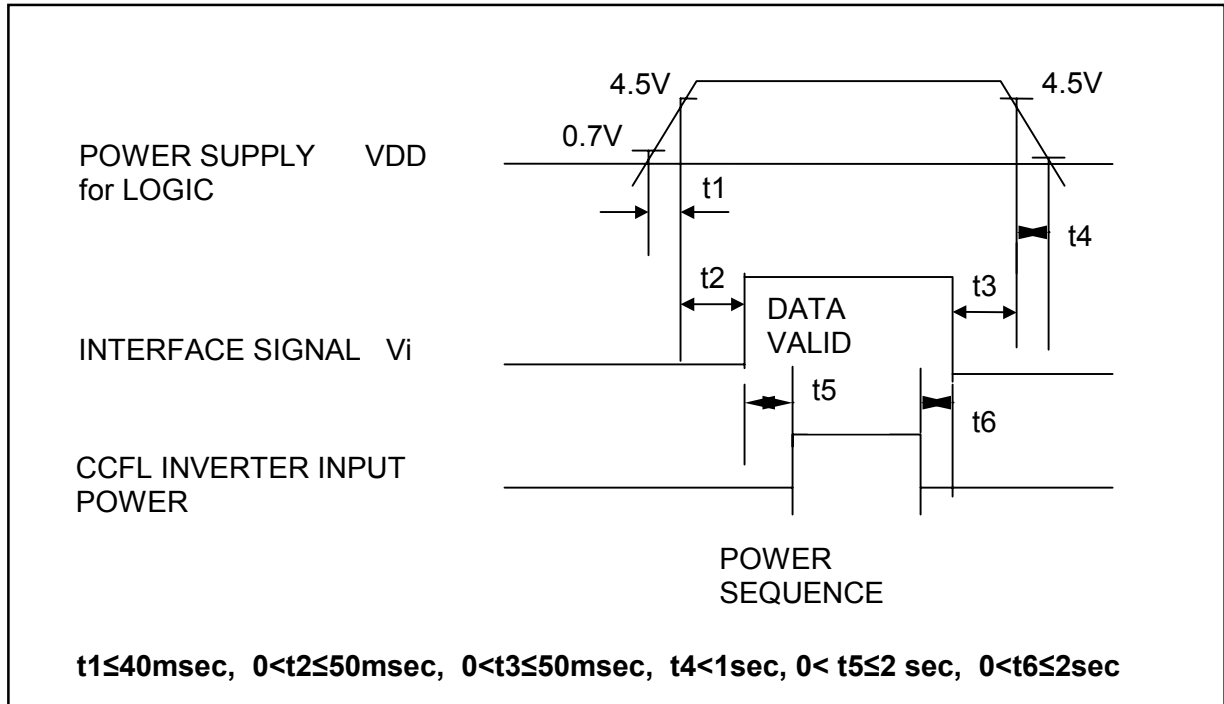 4.5V 4.5V
0.7V
POWER SUPPLY VDD
for LOGIC
t1
t4
t2 t3
DATA
VALID
INTERFACE SIGNAL Vi
t5
t6
CCFL INVERTER INPUT
POWER
POWER
SEQUENCE
t1≤40msec, 0<t2≤50msec, 0<t3≤50msec, t4<1sec, 0< t5≤2 sec, 0<t6≤2sec